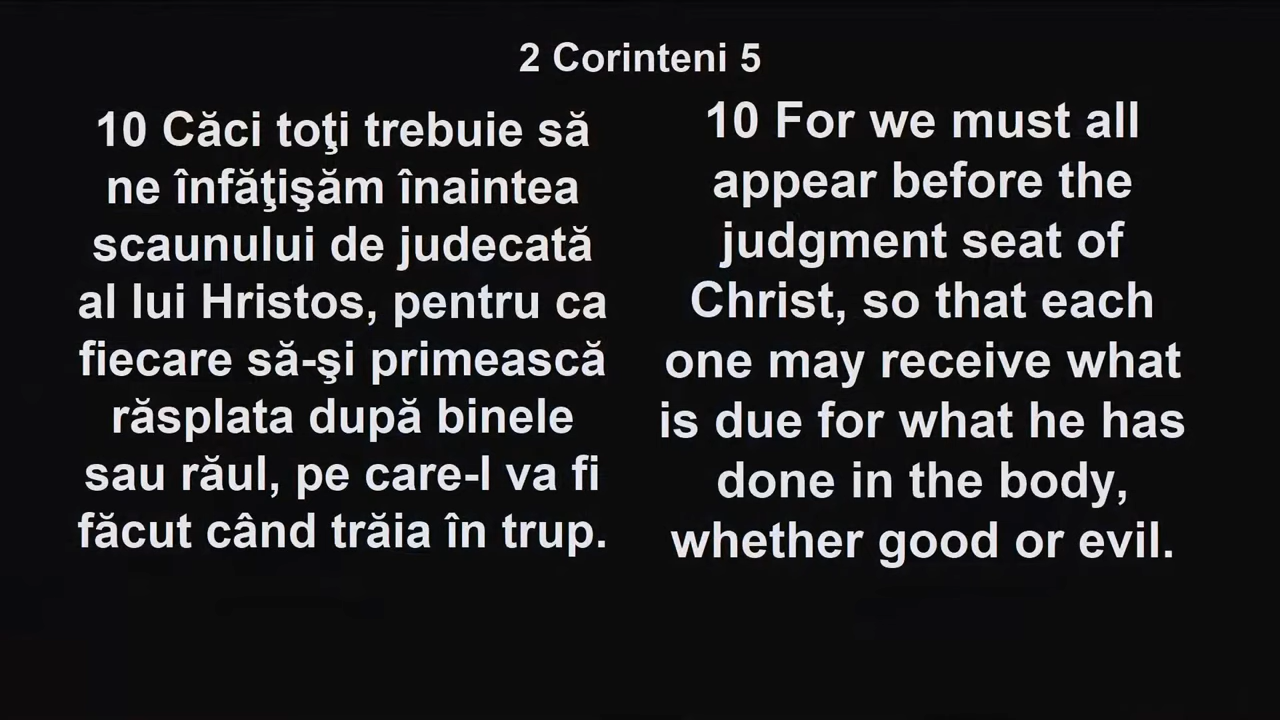 2 Corinteni 5
10 Căci toţi trebuie să
ne înfăţişăm înaintea
scaunului de judecată
al lui Hristos, pentru ca
fiecare să-şi primească
răsplata după binele
sau răul, pe care-l va fi
făcut când trăia în trup.
10 For we must all
appear before the
judgment seat of
Christ, so that each
one may receive what
is due for what he has
done in the body,
whether good or evil.